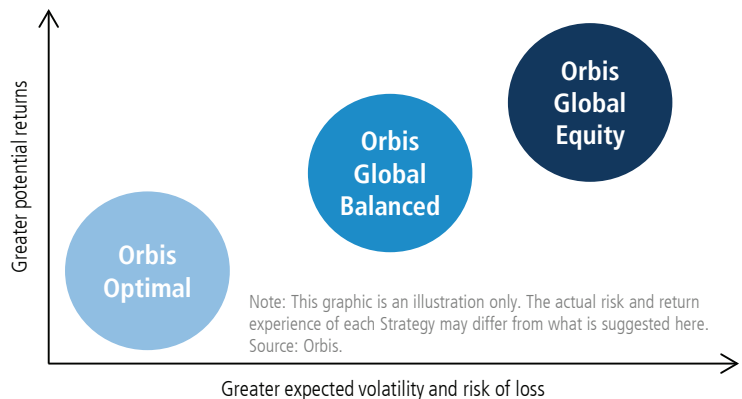 Greater potential returns
Orbis
Global
Equity
Orbis
Global
Balanced
Orbis
Optimal
Note: This graphic is an illustration only. The actual risk and return
experience of each Strategy may differ from what is suggested here.
Source: Orbis.
Greater expected volatility and risk of loss